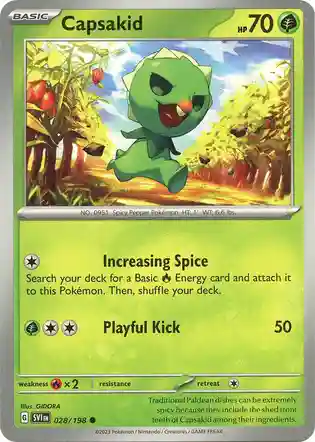 BASIC
Capsakid
HP 70
NO. 0951 Spicy Pepper Pokémon HT. 1' WT. 6.6 lbs.
Increasing Spice
Search your deck for a Basic Energy card and attach it
to this Pokémon. Then, shuffle your deck.
Playful Kick 50
weakness ×2 resistance retreat
Illus. GIDORA
G SVI EN 028/198
Traditional Paldean dishes can be extremely
spicy because they include the shed front
teeth of Capsakid among their ingredients.
©2023 Pokémon / Nintendo / Creatures / GAME FREAK